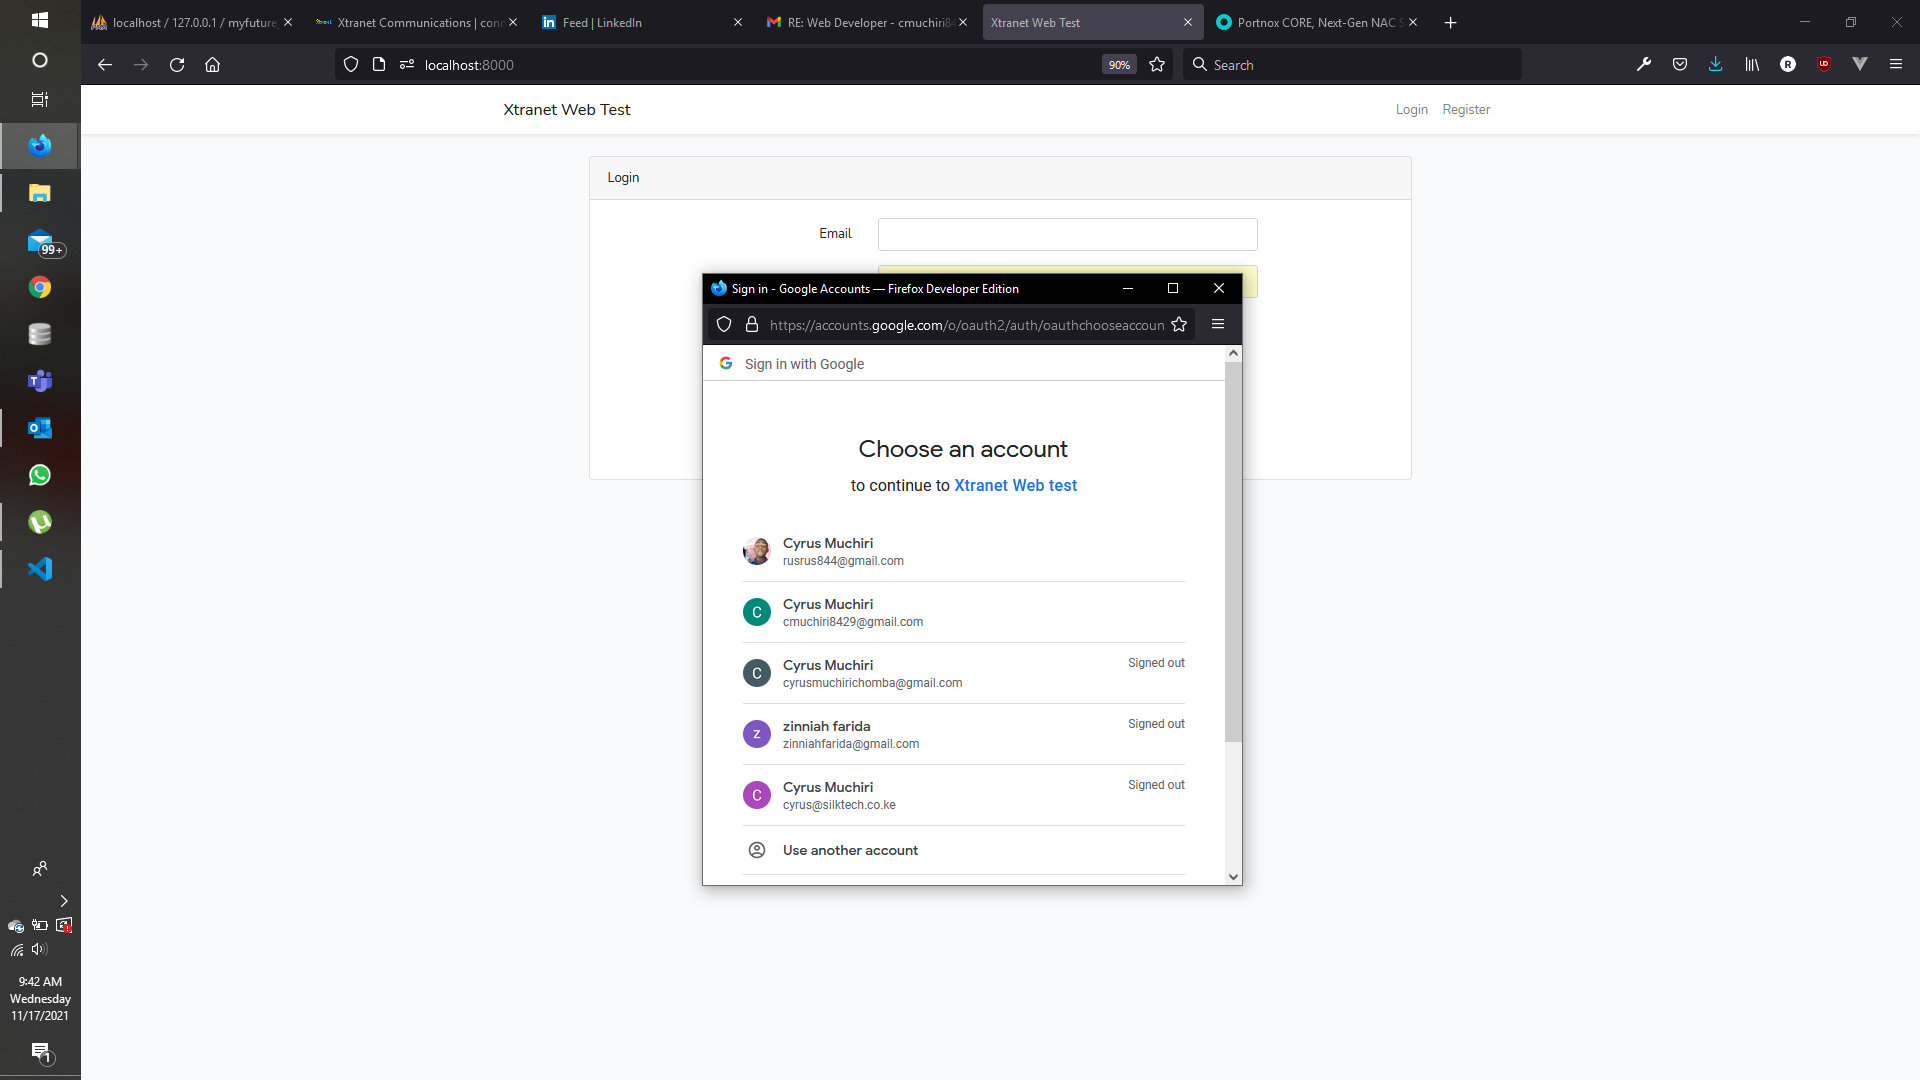 localhost / 127.0.0.1 / myfuture
Xtranet Communications | conn
Feed | LinkedIn
RE: Web Developer - cmuchiri84
Xtranet Web Test
Portnox CORE, Next-Gen NAC S
localhost:8000
90%
Search
Xtranet Web Test
Login
Register
Login
Email
Sign in - Google Accounts — Firefox Developer Edition
https://accounts.google.com/o/oauth2/auth/oauthchooseaccoun
Sign in with Google
Choose an account
to continue to Xtranet Web test
Cyrus Muchiri
rusrus844@gmail.com
C
Cyrus Muchiri
cmuchiri8429@gmail.com
C
Cyrus Muchiri
cyrusmuchirichomba@gmail.com
Signed out
z
zinniah farida
zinniahfarida@gmail.com
Signed out
C
Cyrus Muchiri
cyrus@silktech.co.ke
Signed out
Use another account
99+
9:42 AM
Wednesday
11/17/2021
1